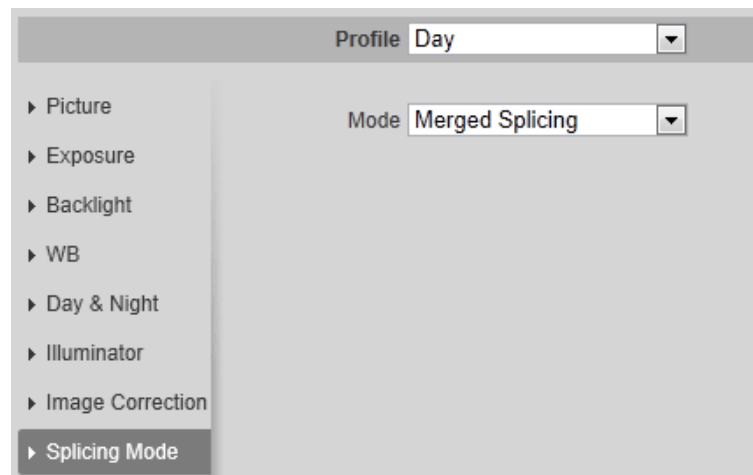 Profile Day
Mode Merged Splicing
Picture
Exposure
Backlight
WB
Day & Night
Illuminator
Image Correction
Splicing Mode